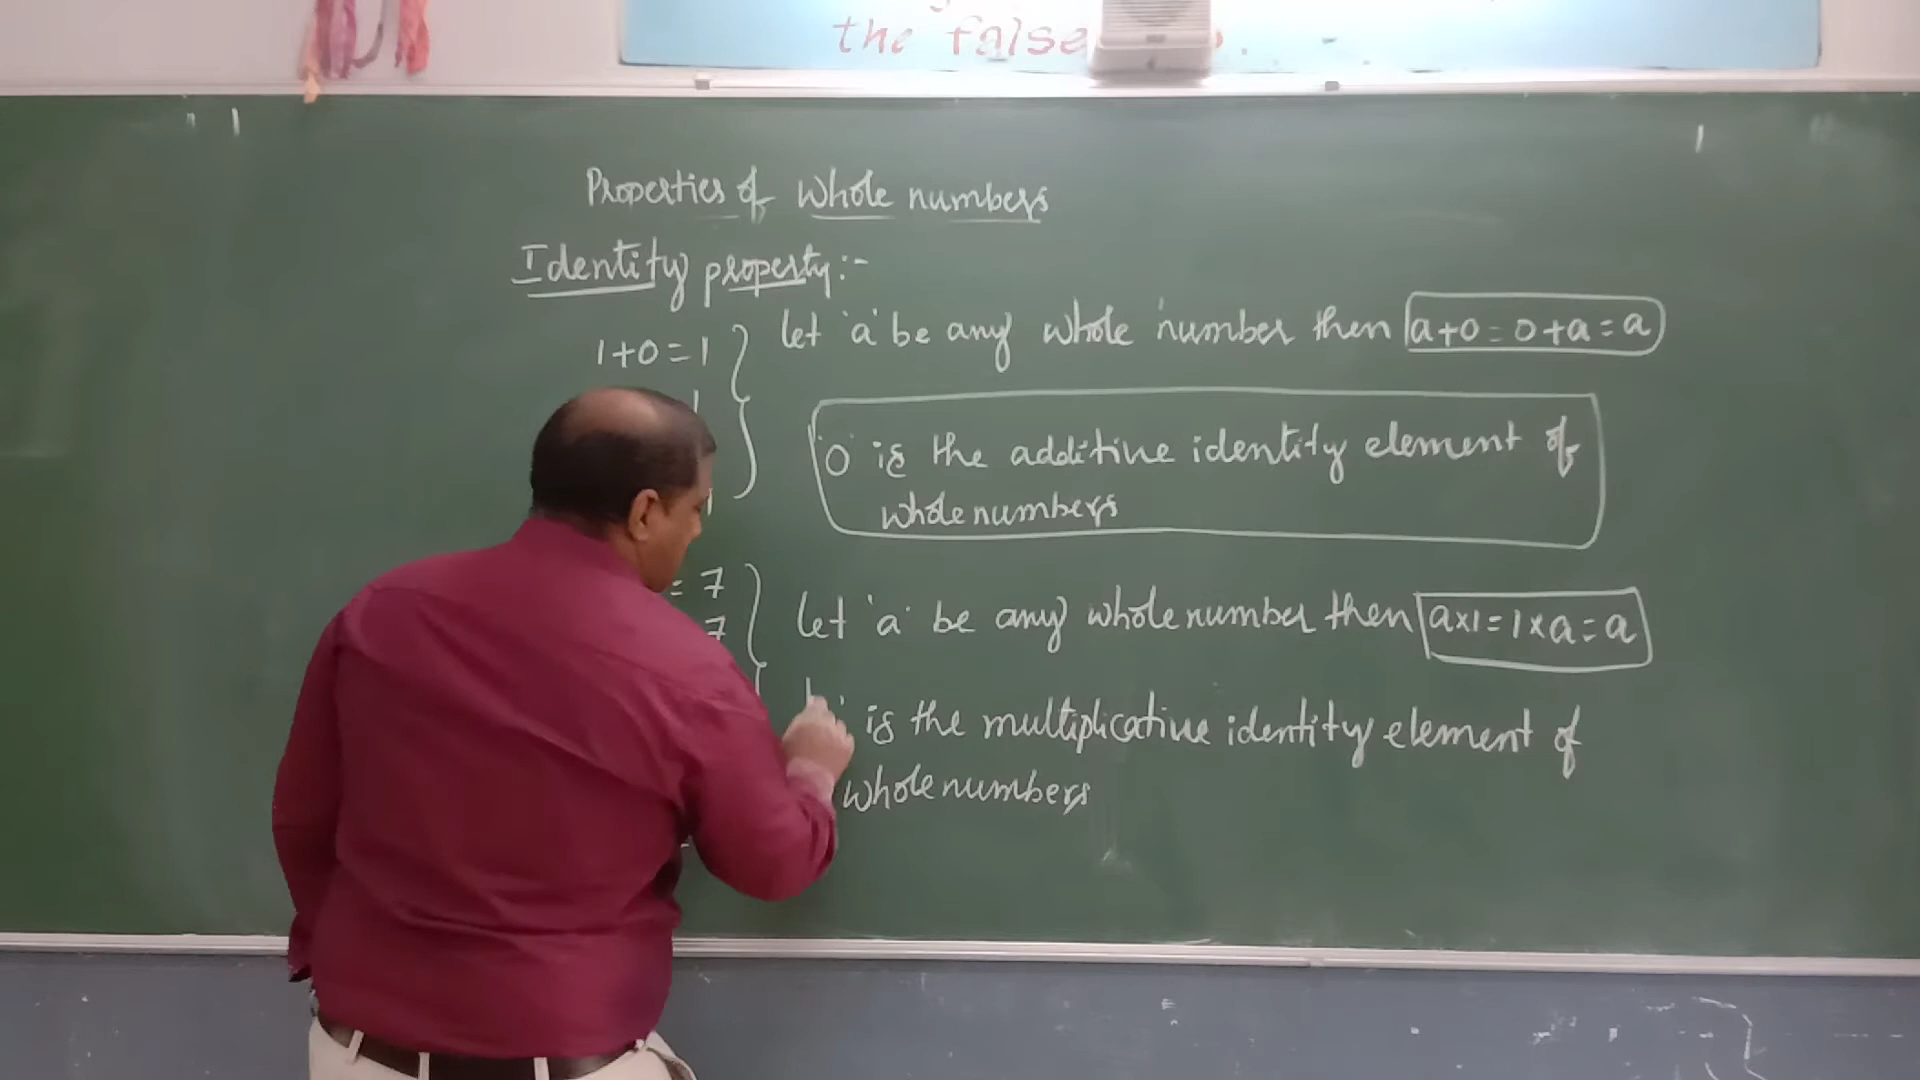 the false
Properties of whole numbers
Identity property:-
1+0=1
let 'a' be any whole number then a+0=0+a=a
'0' is the additive identity element of
whole numbers
= 7
7
let 'a' be any whole number then a×1=1×a=a
is the multiplicative identity element of
whole numbers